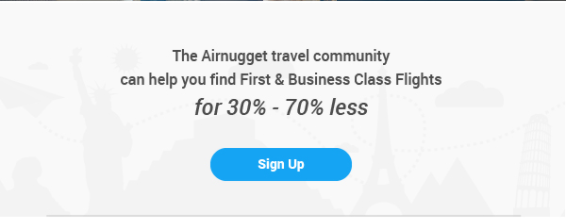 The Airnugget travel community
can help you find First & Business Class Flights
for 30% - 70% less
Sign Up